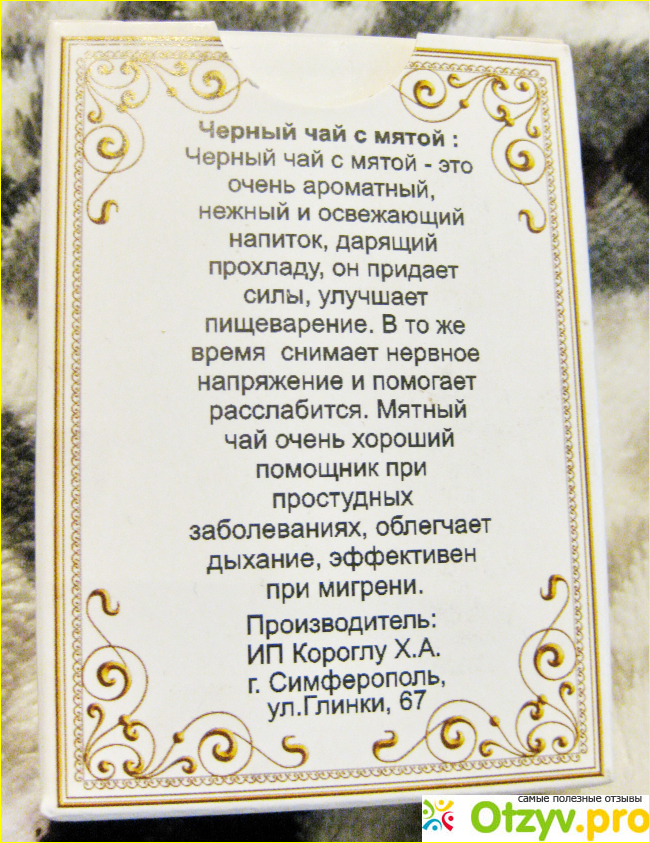 Черный чай с мятой :
Черный чай с мятой - это
очень ароматный,
нежный и освежающий
напиток, дарящий
прохладу, он придает
силы, улучшает
пищеварение. В то же
время снимает нервное
напряжение и помогает
расслабится. Мятный
чай очень хороший
помощник при
простудных
заболеваниях, облегчает
дыхание, эффективен
при мигрени.
Производитель:
ИП Короглу Х.А.
г. Симферополь,
ул.Глинки, 67
самые полезные отзывы
Otzyv.pro